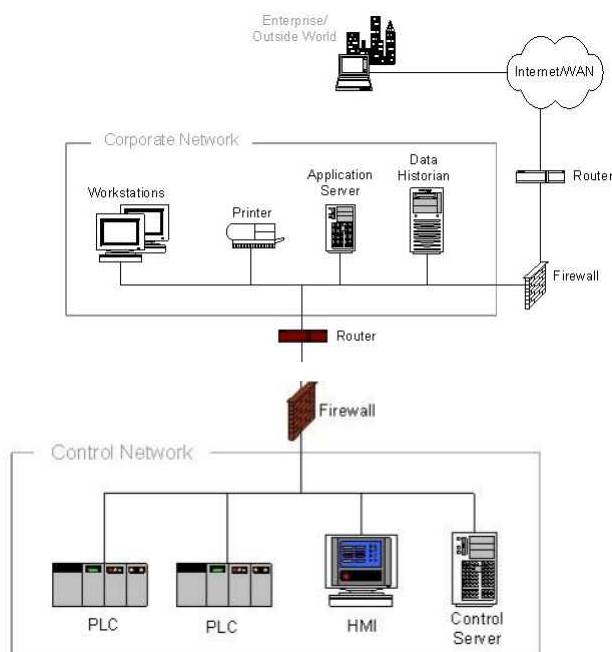 Enterprise/
Outside World
Internet/WAN
Corporate Network
Workstations
Printer
Application
Server
Data
Historian
Router
Firewall
Router
Firewall
Control Network
PLC
PLC
HMI
Control
Server